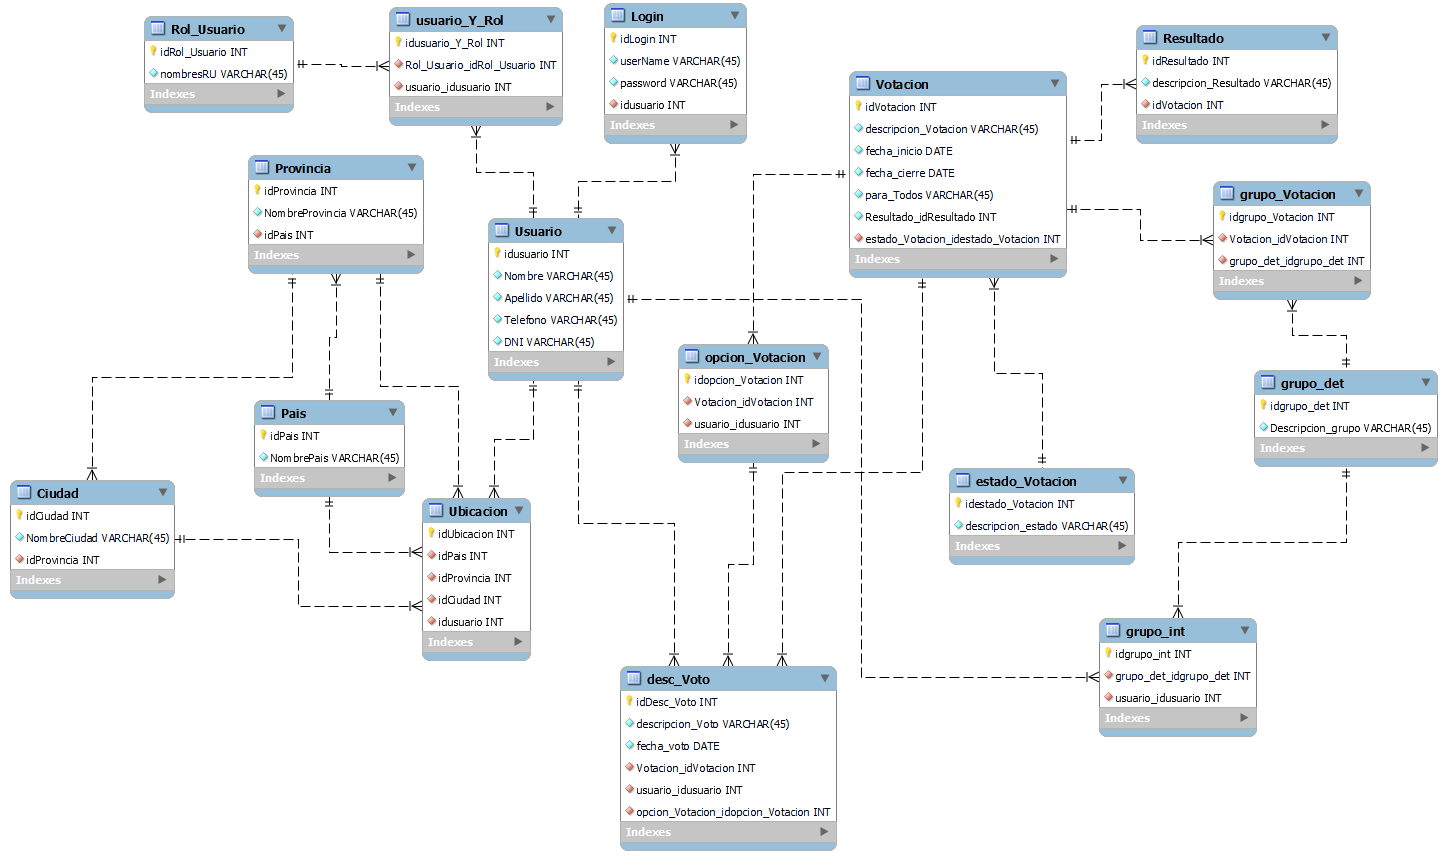 Rol_Usuario
idRol_Usuario INT
nombresRU VARCHAR(45)
Indexes
usuario_Y_Rol
idusuario_Y_Rol INT
Rol_Usuario_idRol_Usuario INT
usuario_idusuario INT
Indexes
Login
idLogin INT
userName VARCHAR(45)
password VARCHAR(45)
idusuario INT
Indexes
Votacion
idVotacion INT
descripcion_Votacion VARCHAR(45)
fecha_inicio DATE
fecha_cierre DATE
para_Todos VARCHAR(45)
Resultado_idResultado INT
estado_Votacion_idestado_Votacion INT
Indexes
Resultado
idResultado INT
descripcion_Resultado VARCHAR(45)
idVotacion INT
Indexes
Provincia
idProvincia INT
NombreProvincia VARCHAR(45)
idPais INT
Indexes
Usuario
idusuario INT
Nombre VARCHAR(45)
Apellido VARCHAR(45)
Telefono VARCHAR(45)
DNI VARCHAR(45)
Indexes
grupo_Votacion
idgrupo_Votacion INT
Votacion_idVotacion INT
grupo_det_idgrupo_det INT
Indexes
opcion_Votacion
idopcion_Votacion INT
Votacion_idVotacion INT
usuario_idusuario INT
Indexes
grupo_det
idgrupo_det INT
Descripcion_grupo VARCHAR(45)
Indexes
Pais
idPais INT
NombrePais VARCHAR(45)
Indexes
Ciudad
idCiudad INT
NombreCiudad VARCHAR(45)
idProvincia INT
Indexes
Ubicacion
idUbicacion INT
idPais INT
idProvincia INT
idCiudad INT
idusuario INT
Indexes
estado_Votacion
idestado_Votacion INT
descripcion_estado VARCHAR(45)
Indexes
grupo_int
idgrupo_int INT
grupo_det_idgrupo_det INT
usuario_idusuario INT
Indexes
desc_Voto
idDesc_Voto INT
descripcion_Voto VARCHAR(45)
fecha_voto DATE
Votacion_idVotacion INT
usuario_idusuario INT
opcion_Votacion_idopcion_Votacion INT
Indexes